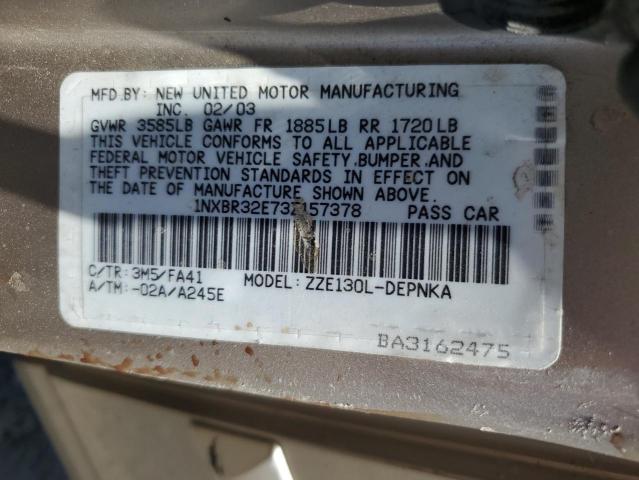 MFD.BY: NEW UNITED MOTOR MANUFACTURING
INC. 02/03
GVWR 3585LB GAWR FR 1885LB RR 1720LB
THIS VEHICLE CONFORMS TO ALL APPLICABLE
FEDERAL MOTOR VEHICLE SAFETY,BUMPER,AND
THEFT PREVENTION STANDARDS IN EFFECT ON
THE DATE OF MANUFACTURE SHOWN ABOVE.
1NXBR32E73Z157378 PASS CAR
C/TR: 3M5/FA41 MODEL: ZZE130L-DEPNKA
A/TM: -02A/A245E
BA3162475